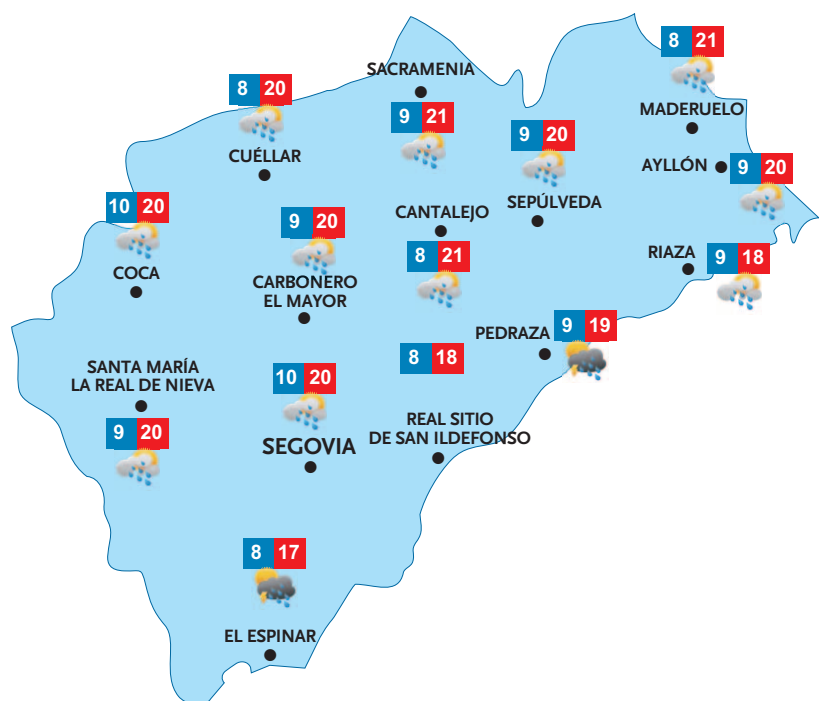 8 21
MADERUELO
SACRAMENIA
9 21
8 20
CUÉLLAR
9 20
SEPÚLVEDA
AYLLÓN
9 20
10 20
COCA
9 20
CARBONERO
EL MAYOR
CANTALEJO
8 21
RIAZA
9 18
PEDRAZA
9 19
8 18
REAL SITIO
DE SAN ILDEFONSO
SANTA MARÍA
LA REAL DE NIEVA
9 20
10 20
SEGOVIA
8 17
EL ESPINAR